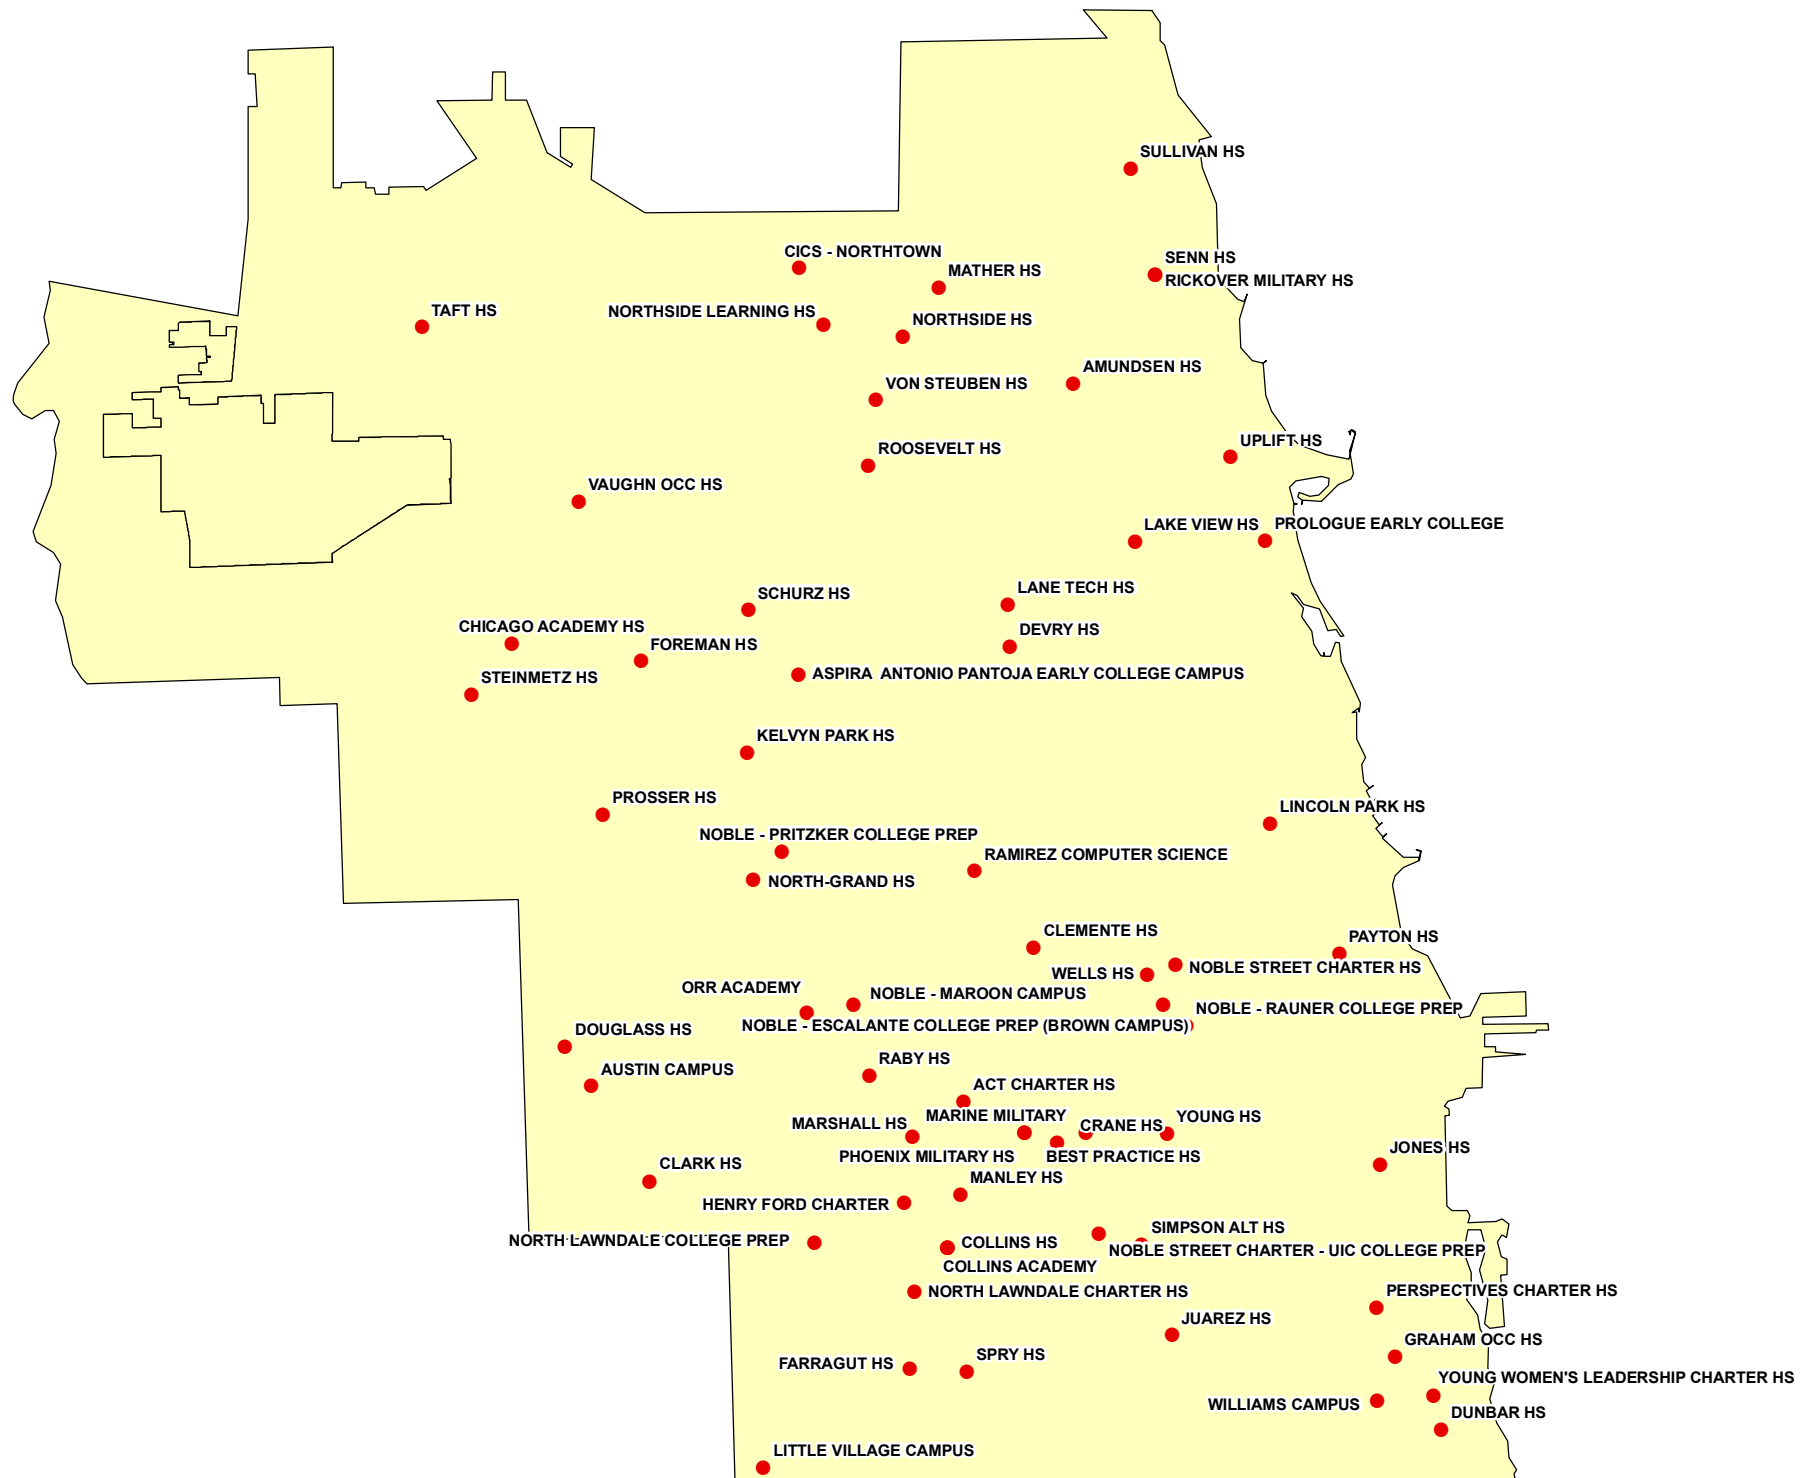 SULLIVAN HS
CICS - NORTHTOWN
SENN HS
MATHER HS
RICKOVER MILITARY HS
TAFT HS
NORTHSIDE LEARNING HS
NORTHSIDE HS
AMUNDSEN HS
VON STEUBEN HS
UPLIFT HS
ROOSEVELT HS
VAUGHN OCC HS
LAKE VIEW HS
PROLOGUE EARLY COLLEGE
LANE TECH HS
SCHURZ HS
CHICAGO ACADEMY HS
DEVRY HS
FOREMAN HS
STEINMETZ HS
ASPIRA  ANTONIO PANTOJA EARLY COLLEGE CAMPUS
KELVYN PARK HS
PROSSER HS
LINCOLN PARK HS
NOBLE - PRITZKER COLLEGE PREP
RAMIREZ COMPUTER SCIENCE
NORTH-GRAND HS
CLEMENTE HS
PAYTON HS
NOBLE STREET CHARTER HS
WELLS HS
ORR ACADEMY
NOBLE - MAROON CAMPUS
NOBLE - RAUNER COLLEGE PREP
NOBLE - ESCALANTE COLLEGE PREP (BROWN CAMPUS)
DOUGLASS HS
RABY HS
AUSTIN CAMPUS
ACT CHARTER HS
MARINE MILITARY
YOUNG HS
MARSHALL HS
CRANE HS
JONES HS
PHOENIX MILITARY HS
BEST PRACTICE HS
CLARK HS
MANLEY HS
HENRY FORD CHARTER
SIMPSON ALT HS
NORTH LAWNDALE COLLEGE PREP
COLLINS HS
NOBLE STREET CHARTER - UIC COLLEGE PREP
COLLINS ACADEMY
NORTH LAWNDALE CHARTER HS
PERSPECTIVES CHARTER HS
JUAREZ HS
GRAHAM OCC HS
SPRY HS
FARRAGUT HS
YOUNG WOMEN'S LEADERSHIP CHARTER HS
WILLIAMS CAMPUS
DUNBAR HS
LITTLE VILLAGE CAMPUS